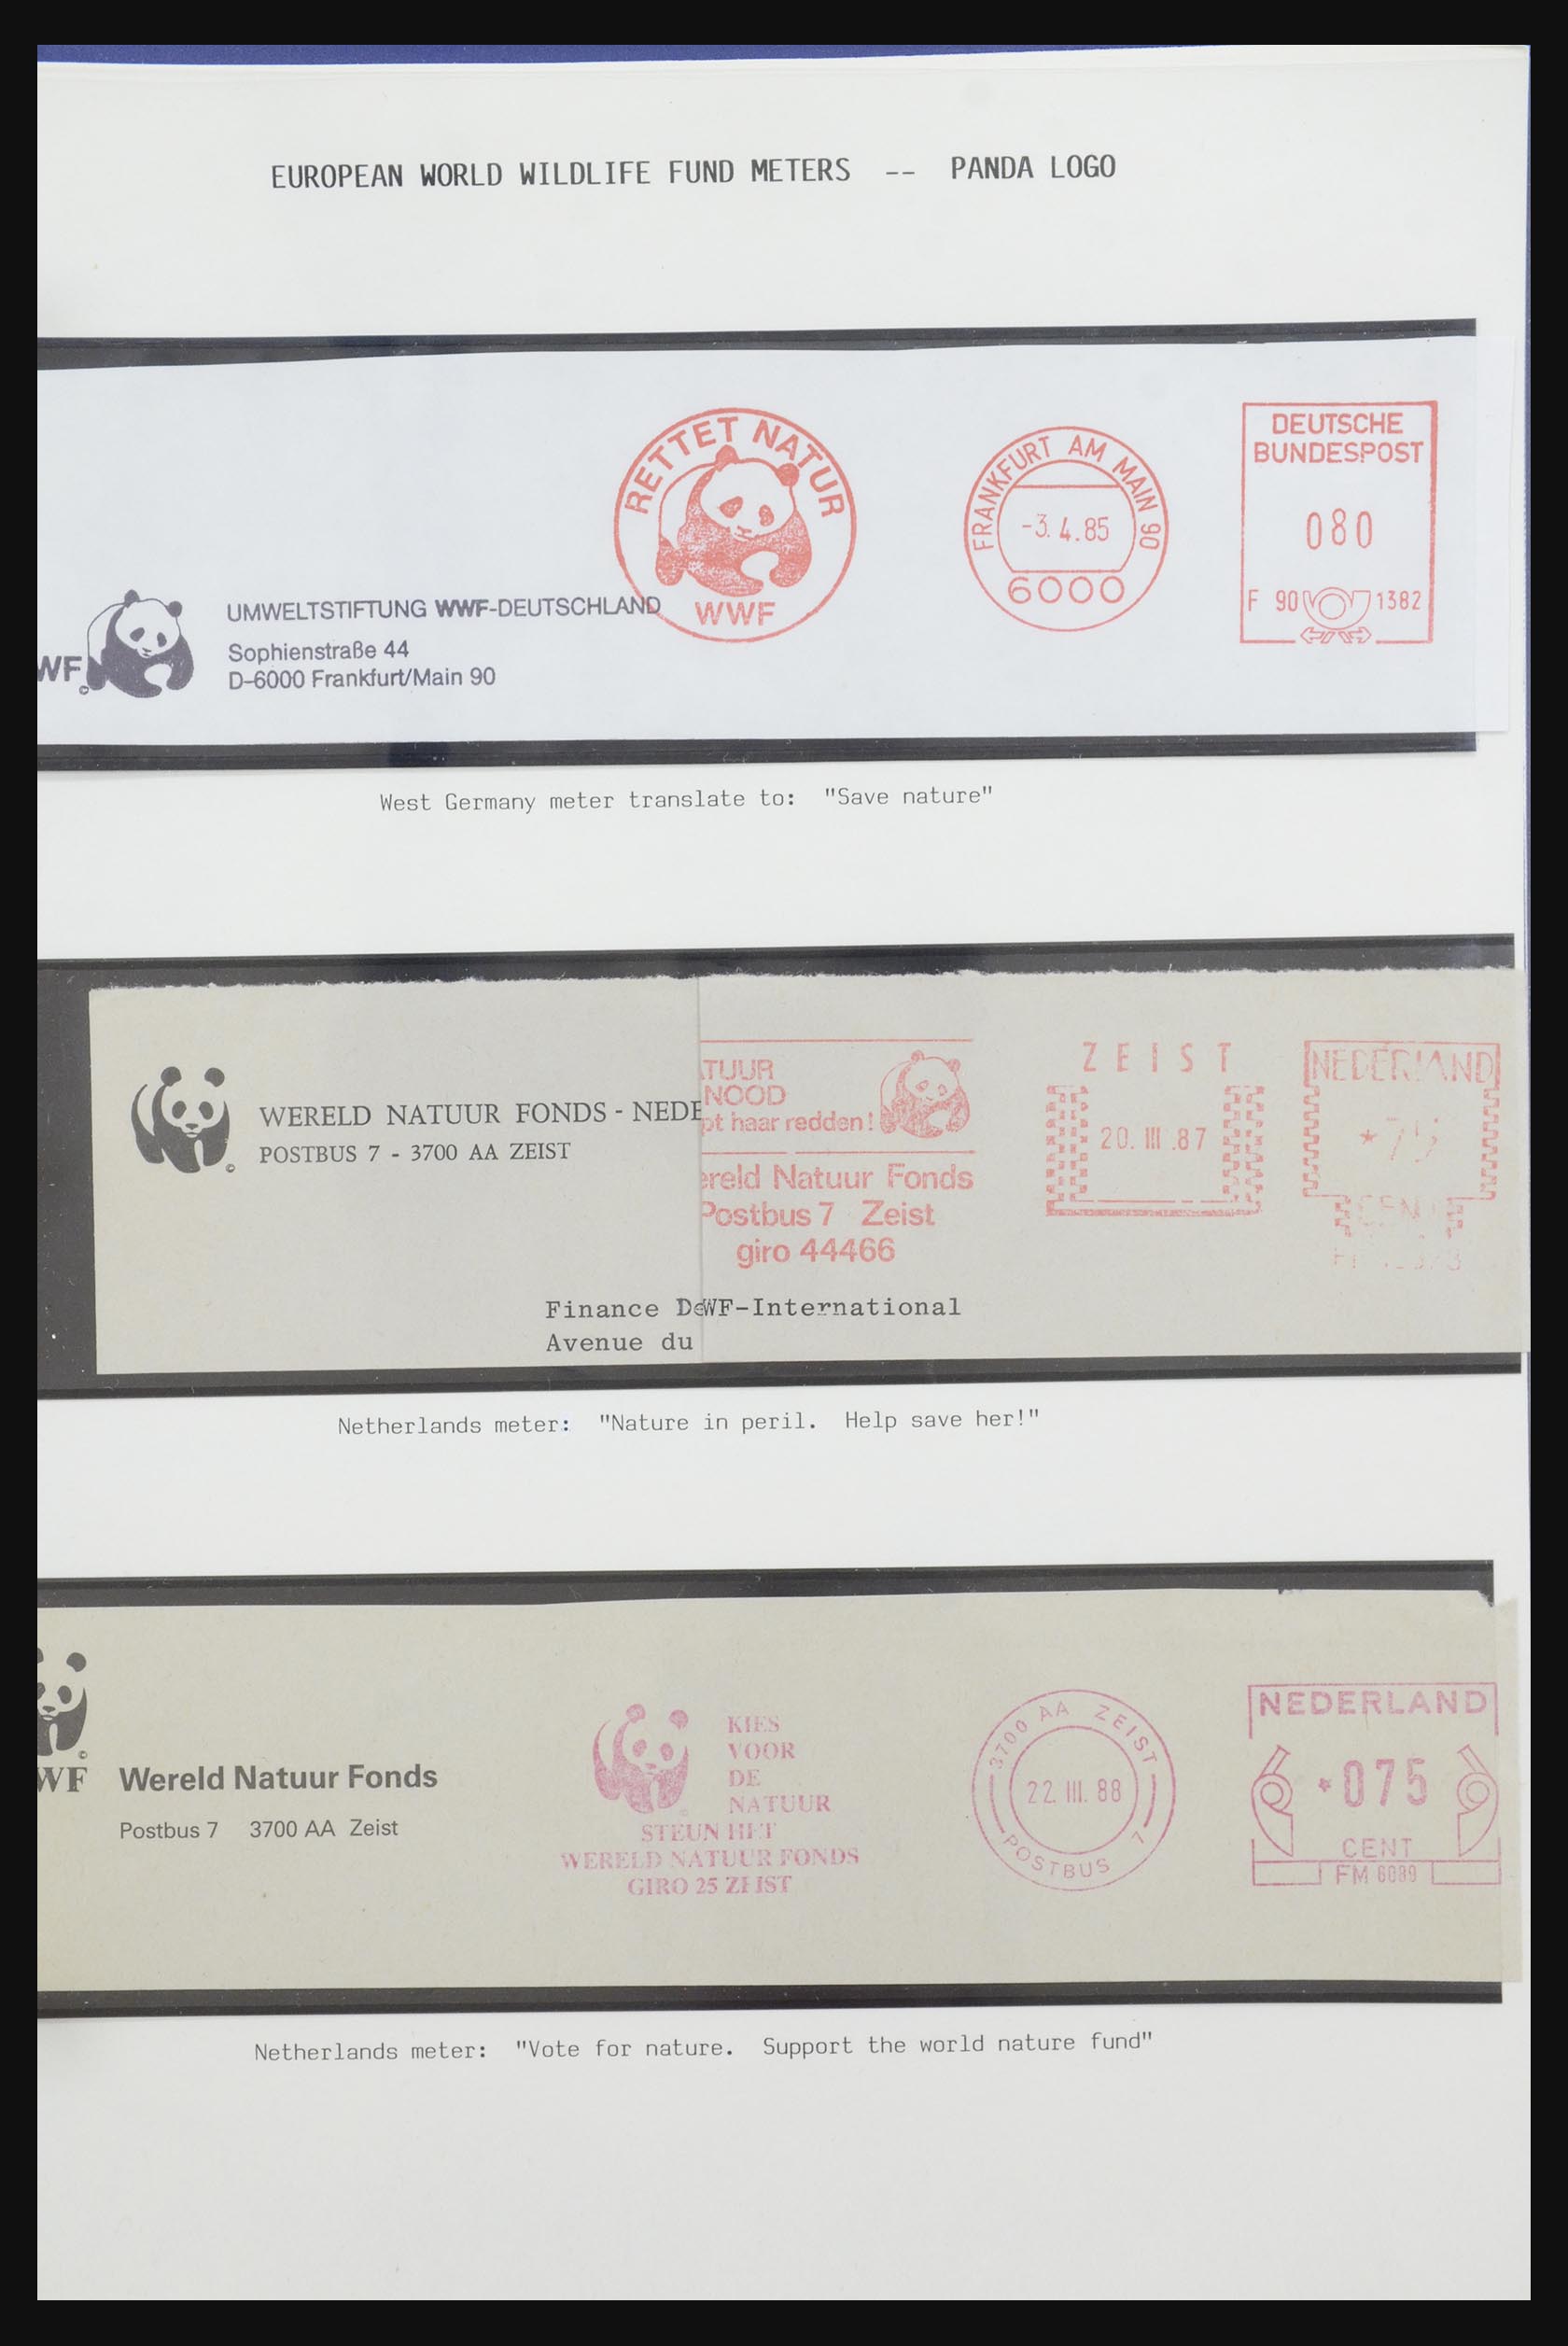 EUROPEAN WORLD WILDLIFE FUND METERS -- PANDA LOGO
RETTET NATUR
WWF
FRANKFURT AM MAIN 90
-3.4.85
6000
DEUTSCHE
BUNDESPOST
080
F 90 1382
WF
UMWELTSTIFTUNG WWF-DEUTSCHLAND
Sophienstraße 44
D-6000 Frankfurt/Main 90
West Germany meter translate to: "Save nature"
WERELD NATUUR FONDS - NEDE
POSTBUS 7 - 3700 AA ZEIST
TUUR
NOOD
pt haar redden!
ereld Natuur Fonds
Postbus 7 Zeist
giro 44466
ZEIST
20. III .87
NEDERLAND
*75
CENT
Finance De
WF-International
Avenue du
Netherlands meter: "Nature in peril. Help save her!"
WF
Wereld Natuur Fonds
Postbus 7 3700 AA Zeist
KIES
VOOR
DE
NATUUR
STEUN HET
WERELD NATUUR FONDS
GIRO 25 ZEIST
3700 AA ZEIST
22. III. 88
POSTBUS 7
NEDERLAND
*075
CENT
FM 6089
Netherlands meter: "Vote for nature. Support the world nature fund"